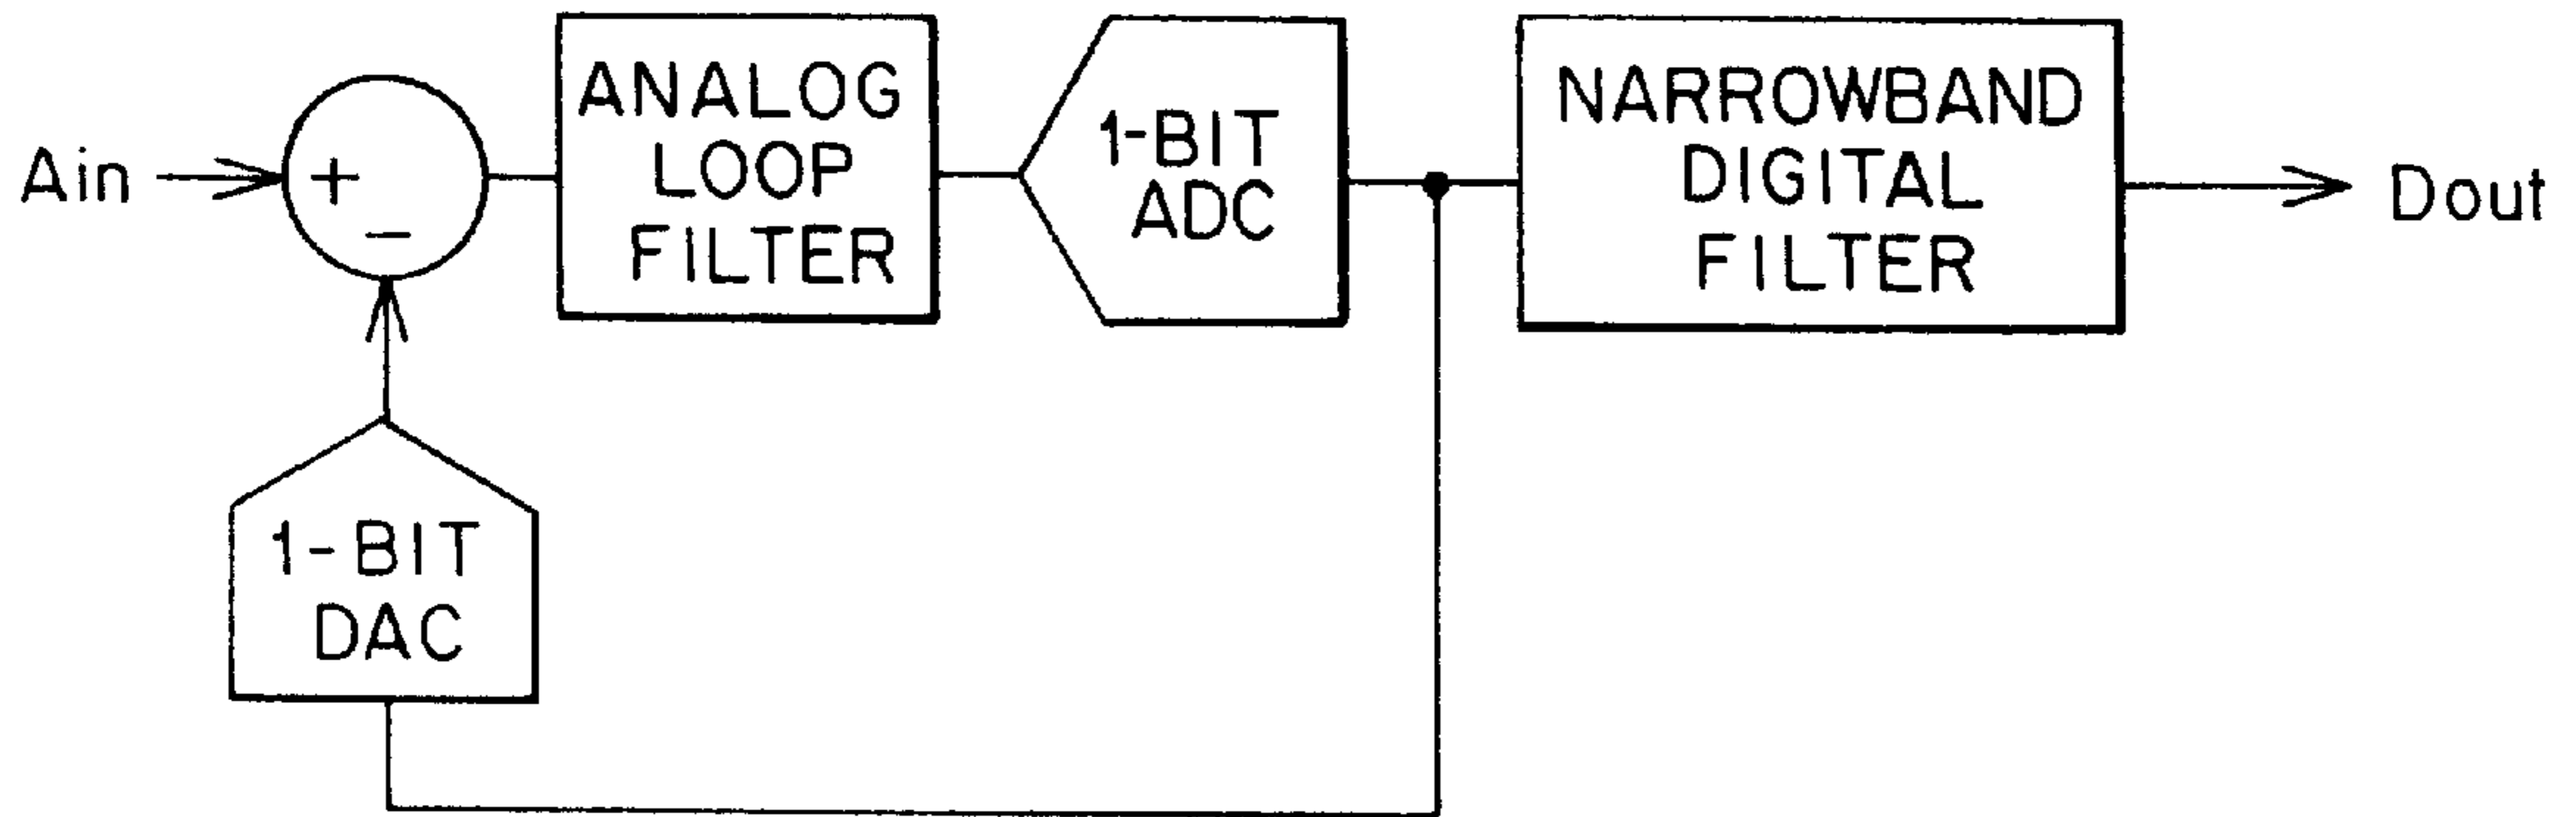 Ain
+
-
ANALOG
LOOP
FILTER
1-BIT
ADC
NARROWBAND
DIGITAL
FILTER
Dout
1-BIT
DAC